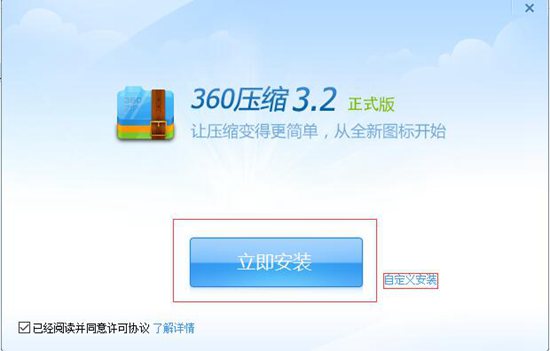 360压缩 3.2 正式版
让压缩变得更简单，从全新图标开始
360
ZIP
立即安装
自定义安装
已经阅读并同意许可协议 了解详情